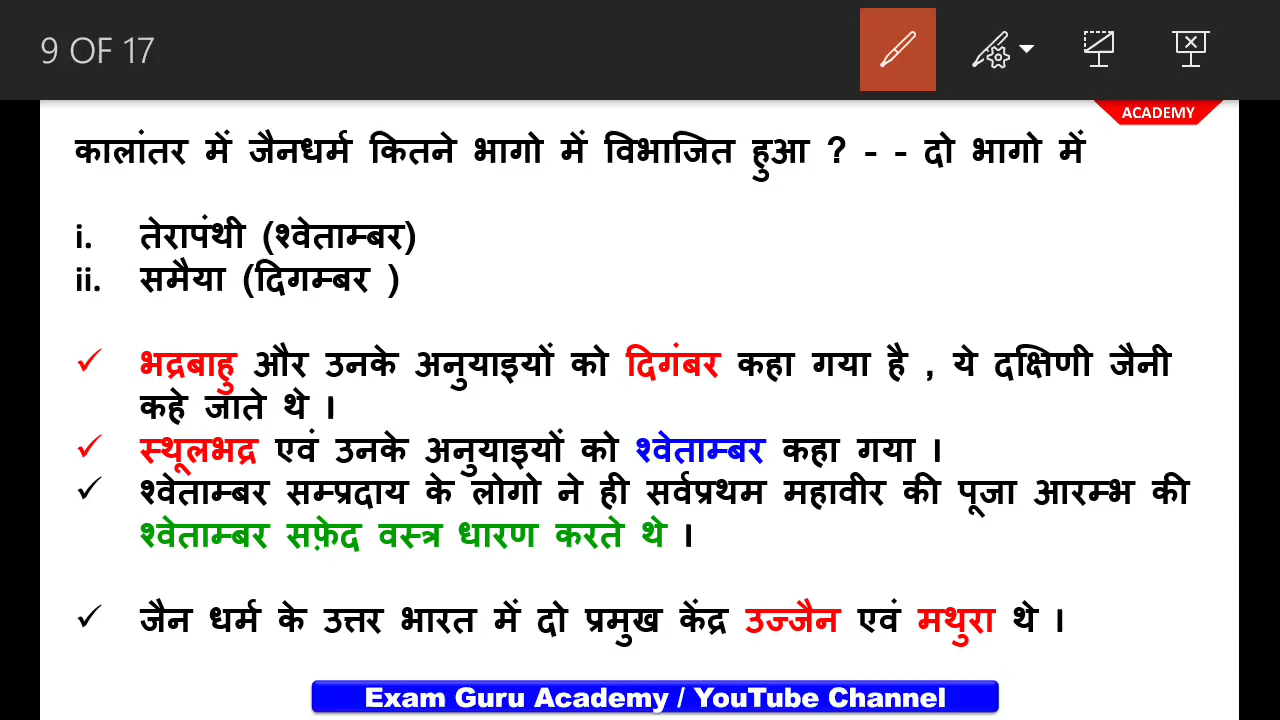 9 OF 17
ACADEMY
कालांतर में जैनधर्म कितने भागो में विभाजित हुआ ? - - दो भागो में
i. तेरापंथी (श्वेताम्बर)
ii. समैया (दिगम्बर )
✓ भद्रबाहु और उनके अनुयाइयों को दिगंबर कहा गया है , ये दक्षिणी जैनी
कहे जाते थे ।
✓ स्थूलभद्र एवं उनके अनुयाइयों को श्वेताम्बर कहा गया ।
✓ श्वेताम्बर सम्प्रदाय के लोगो ने ही सर्वप्रथम महावीर की पूजा आरम्भ की
श्वेताम्बर सफ़ेद वस्त्र धारण करते थे ।
✓ जैन धर्म के उत्तर भारत में दो प्रमुख केंद्र उज्जैन एवं मथुरा थे ।
Exam Guru Academy / YouTube Channel